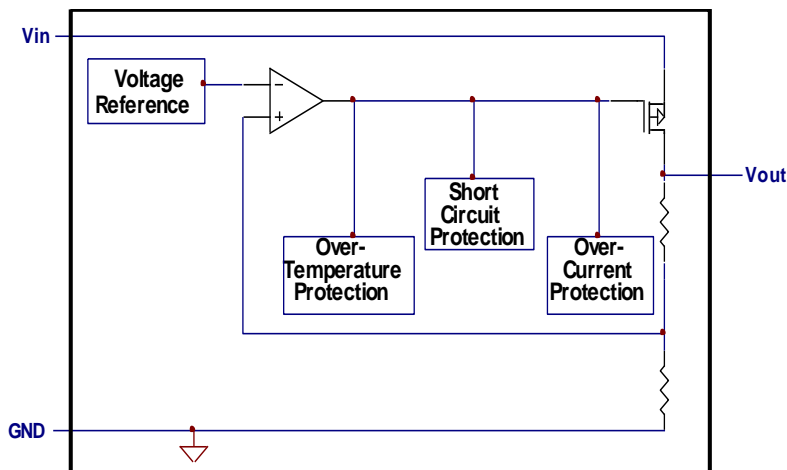 Vin
Voltage
Reference
−
+
Vout
Short
Circuit
Protection
Over-
Temperature
Protection
Over-
Current
Protection
GND